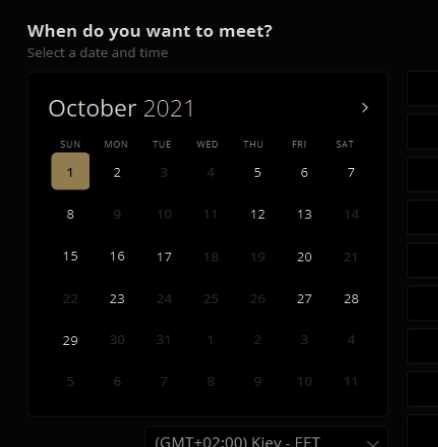 When do you want to meet?
Select a date and time
October 2021 >
SUN MON TUE WED THU FRI SAT
1 2 3 4 5 6 7
8 9 10 11 12 13 14
15 16 17 18 19 20 21
22 23 24 25 26 27 28
29 30 31 1 2 3 4
5 6 7 8 9 10 11
(GMT+02:00) Kiev - EET